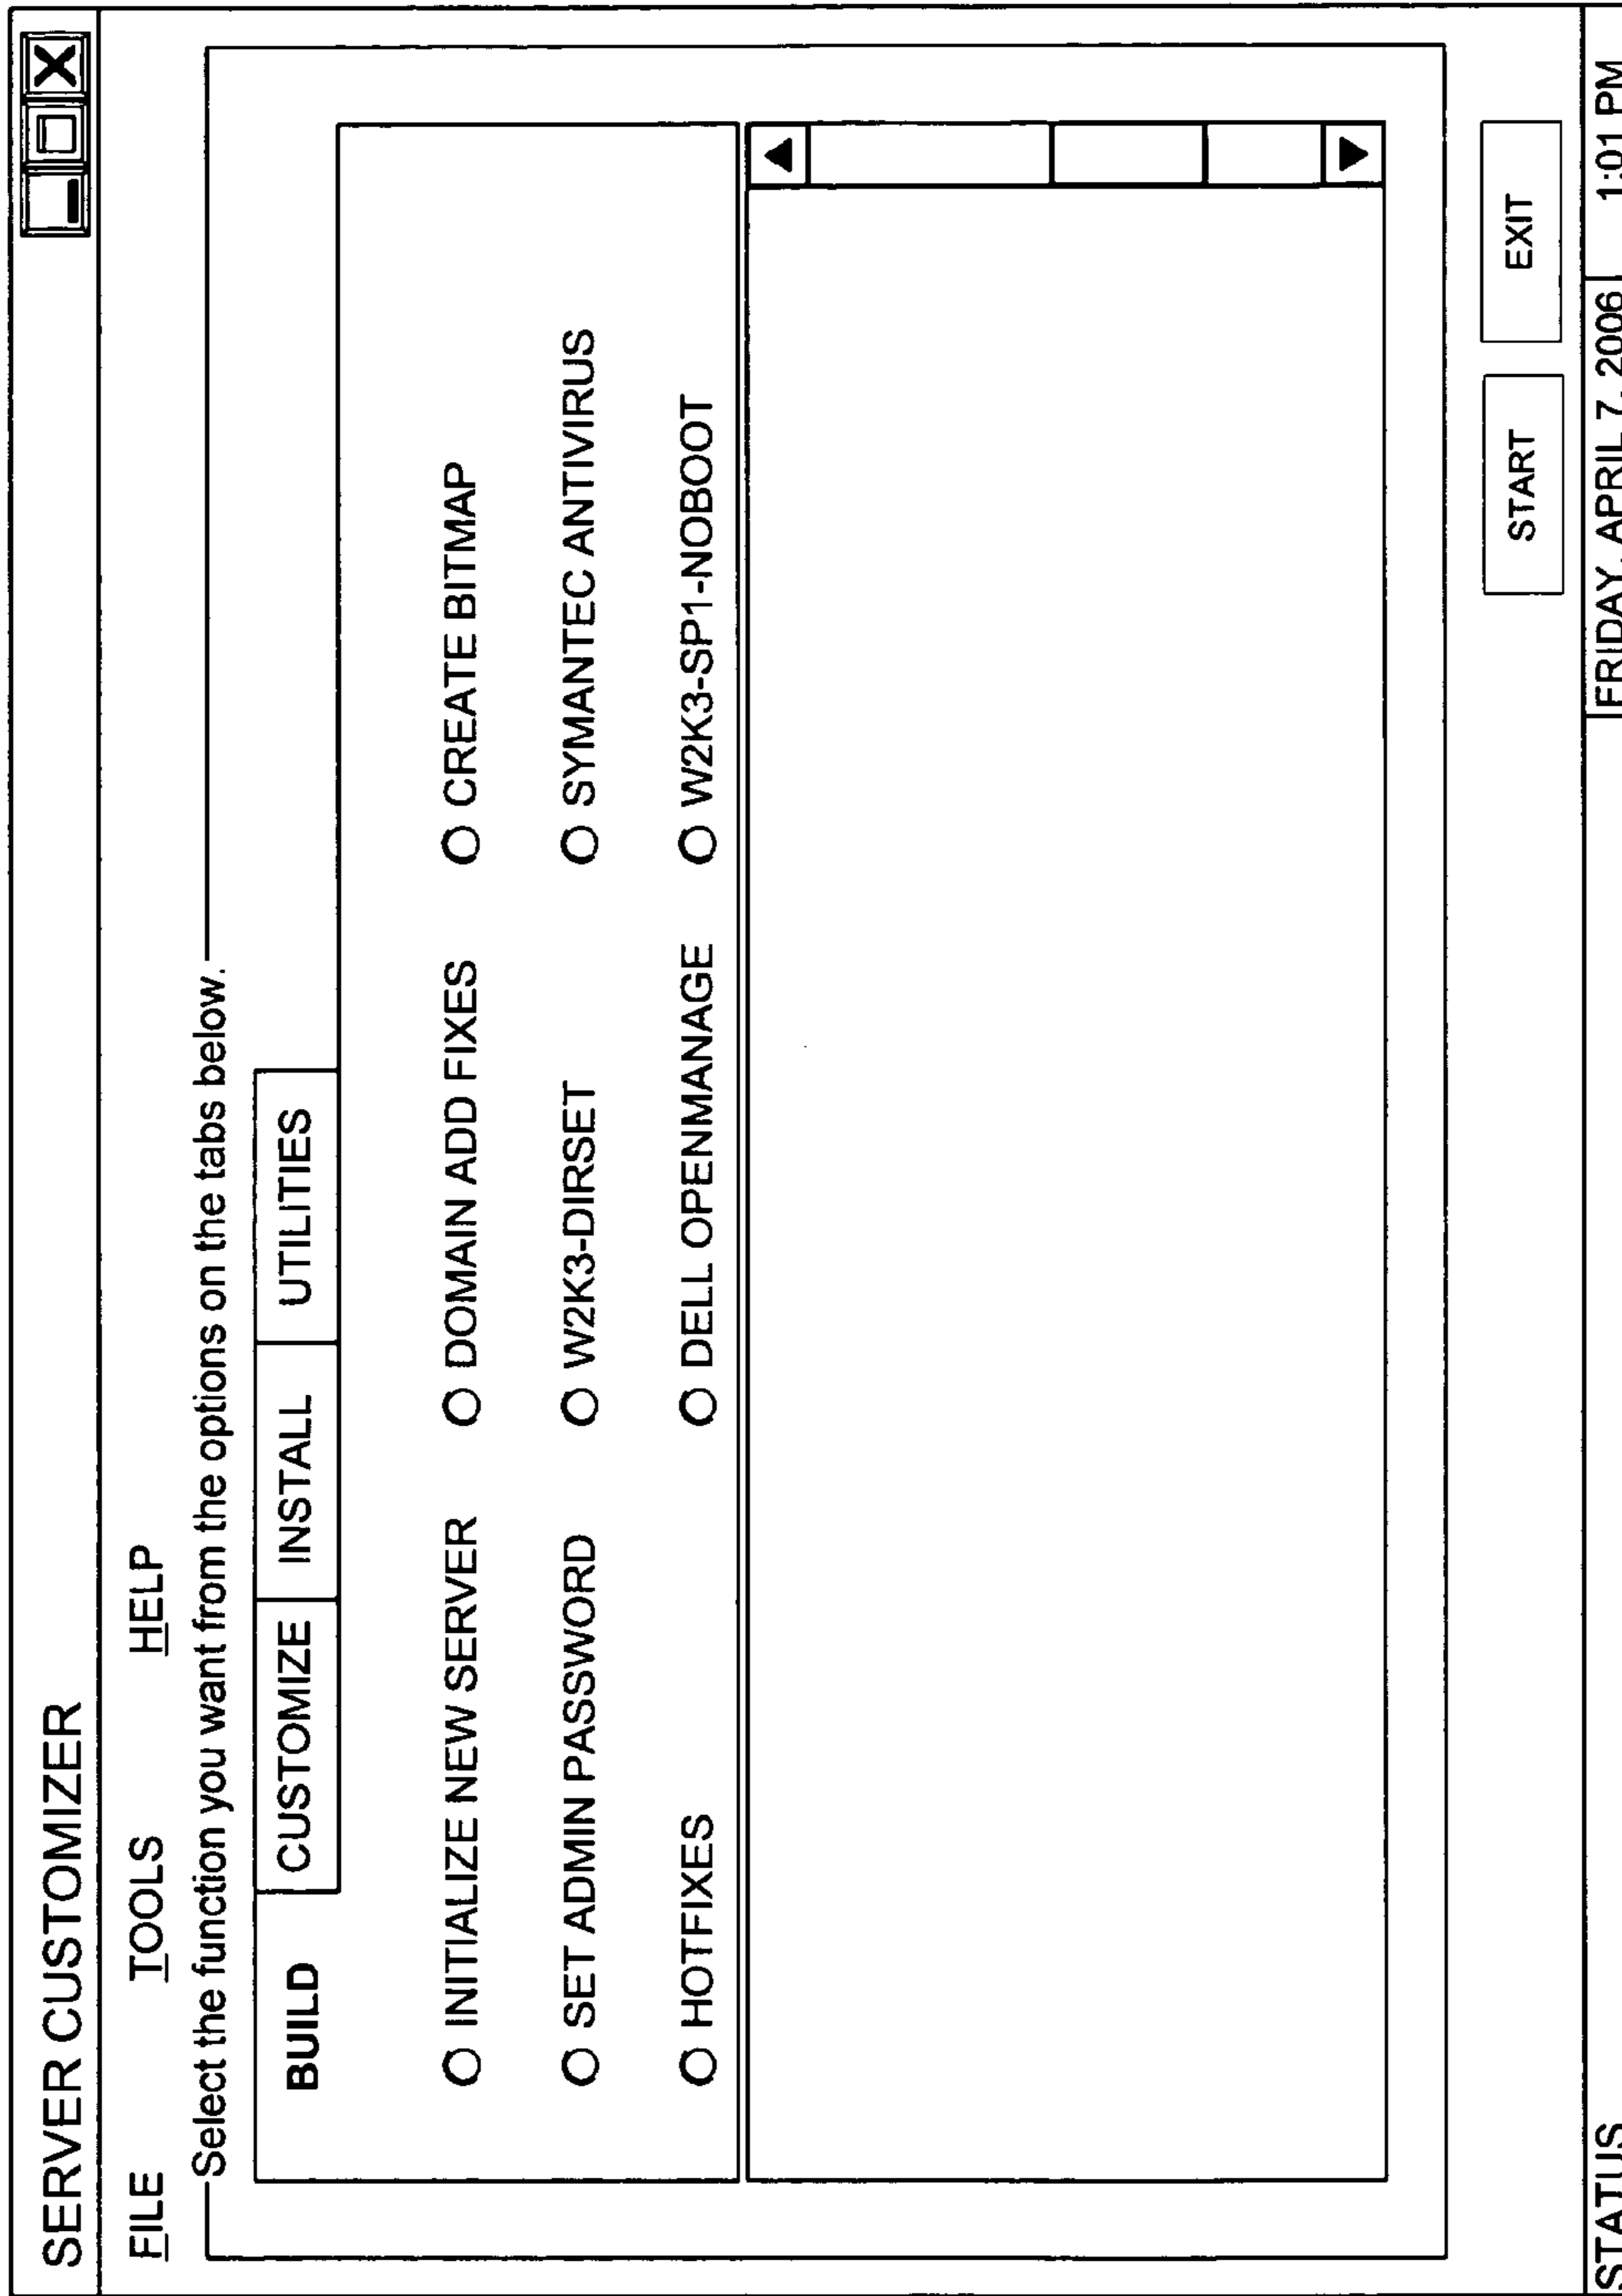 SERVER CUSTOMIZER
FILE TOOLS HELP
Select the function you want from the options on the tabs below.
BUILD CUSTOMIZE INSTALL UTILITIES
INITIALIZE NEW SERVER DOMAIN ADD FIXES CREATE BITMAP
SET ADMIN PASSWORD W2K3-DIRSET SYMANTEC ANTIVIRUS
HOTFIXES DELL OPENMANAGE W2K3-SP1-NOBOOT
START EXIT
STATUS FRIDAY, APRIL 7, 2006 1:01 PM